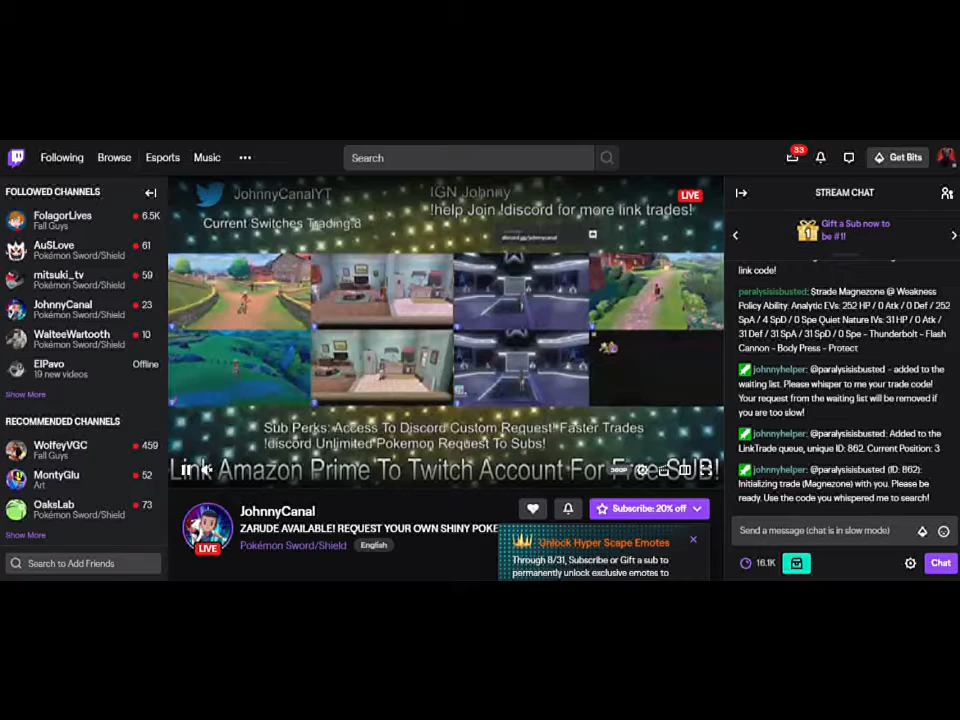 Following Browse Esports Music ••• Search 33 Get Bits
FOLLOWED CHANNELS
FolagorLives 6.5K
Fall Guys
AuSLove 61
Pokémon Sword/Shield
mitsuki_tv 59
Pokémon Sword/Shield
JohnnyCanal 23
Pokémon Sword/Shield
WalteeWartooth 10
Pokémon Sword/Shield
ElPavo Offline
19 new videos
Show More
RECOMMENDED CHANNELS
WolfeyVGC 459
Fall Guys
MontyGlu 52
Art
OaksLab 73
Pokémon Sword/Shield
Show More
Search to Add Friends
JohnnyCanalYT
IGN Johnny
LIVE
!help Join !discord for more link trades!
Current Switches Trading:8
discord.gg/johnnycanal
Sub Perks: Access To Discord Custom Request! Faster Trades
!discord Unlimited Pokemon Request To Subs!
Link Amazon Prime To Twitch Account For Free SUB!
360P
LIVE
JohnnyCanal
Subscribe: 20% off
ZARUDE AVAILABLE! REQUEST YOUR OWN SHINY POKE
Pokémon Sword/Shield English
Unlock Hyper Scape Emotes
Through 8/31, Subscribe or Gift a sub to
permanently unlock exclusive emotes to
STREAM CHAT
1
Gift a Sub now to
be #1!
link code!
paralysisisbusted: $trade Magnezone @ Weakness
Policy Ability: Analytic EVs: 252 HP / 0 Atk / 0 Def / 252
SpA / 4 SpD / 0 Spe Quiet Nature IVs: 31 HP / 0 Atk /
31 Def / 31 SpA / 31 SpD / 0 Spe - Thunderbolt - Flash
Cannon - Body Press - Protect
johnnyhelper: @paralysisisbusted - added to the
waiting list. Please whisper to me your trade code!
Your request from the waiting list will be removed if
you are too slow!
johnnyhelper: @paralysisisbusted: Added to the
LinkTrade queue, unique ID: 862. Current Position: 3
johnnyhelper: @paralysisisbusted (ID: 862):
Initializing trade (Magnezone) with you. Please be
ready. Use the code you whispered me to search!
Send a message (chat is in slow mode)
16.1K
Chat